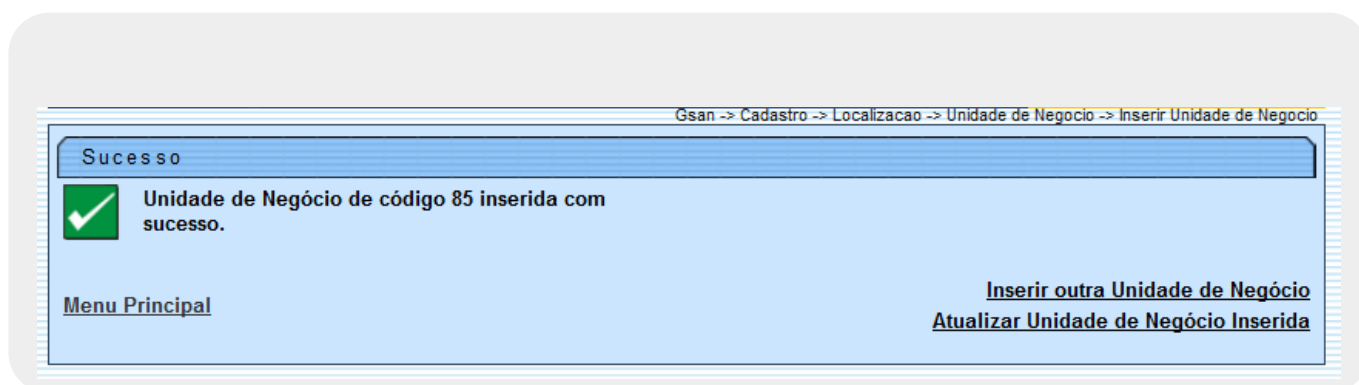 Gsan -> Cadastro -> Localizacao -> Unidade de Negocio -> Inserir Unidade de Negocio
Sucesso
Unidade de Negócio de código 85 inserida com
sucesso.
Menu Principal
Inserir outra Unidade de Negócio
Atualizar Unidade de Negócio Inserida